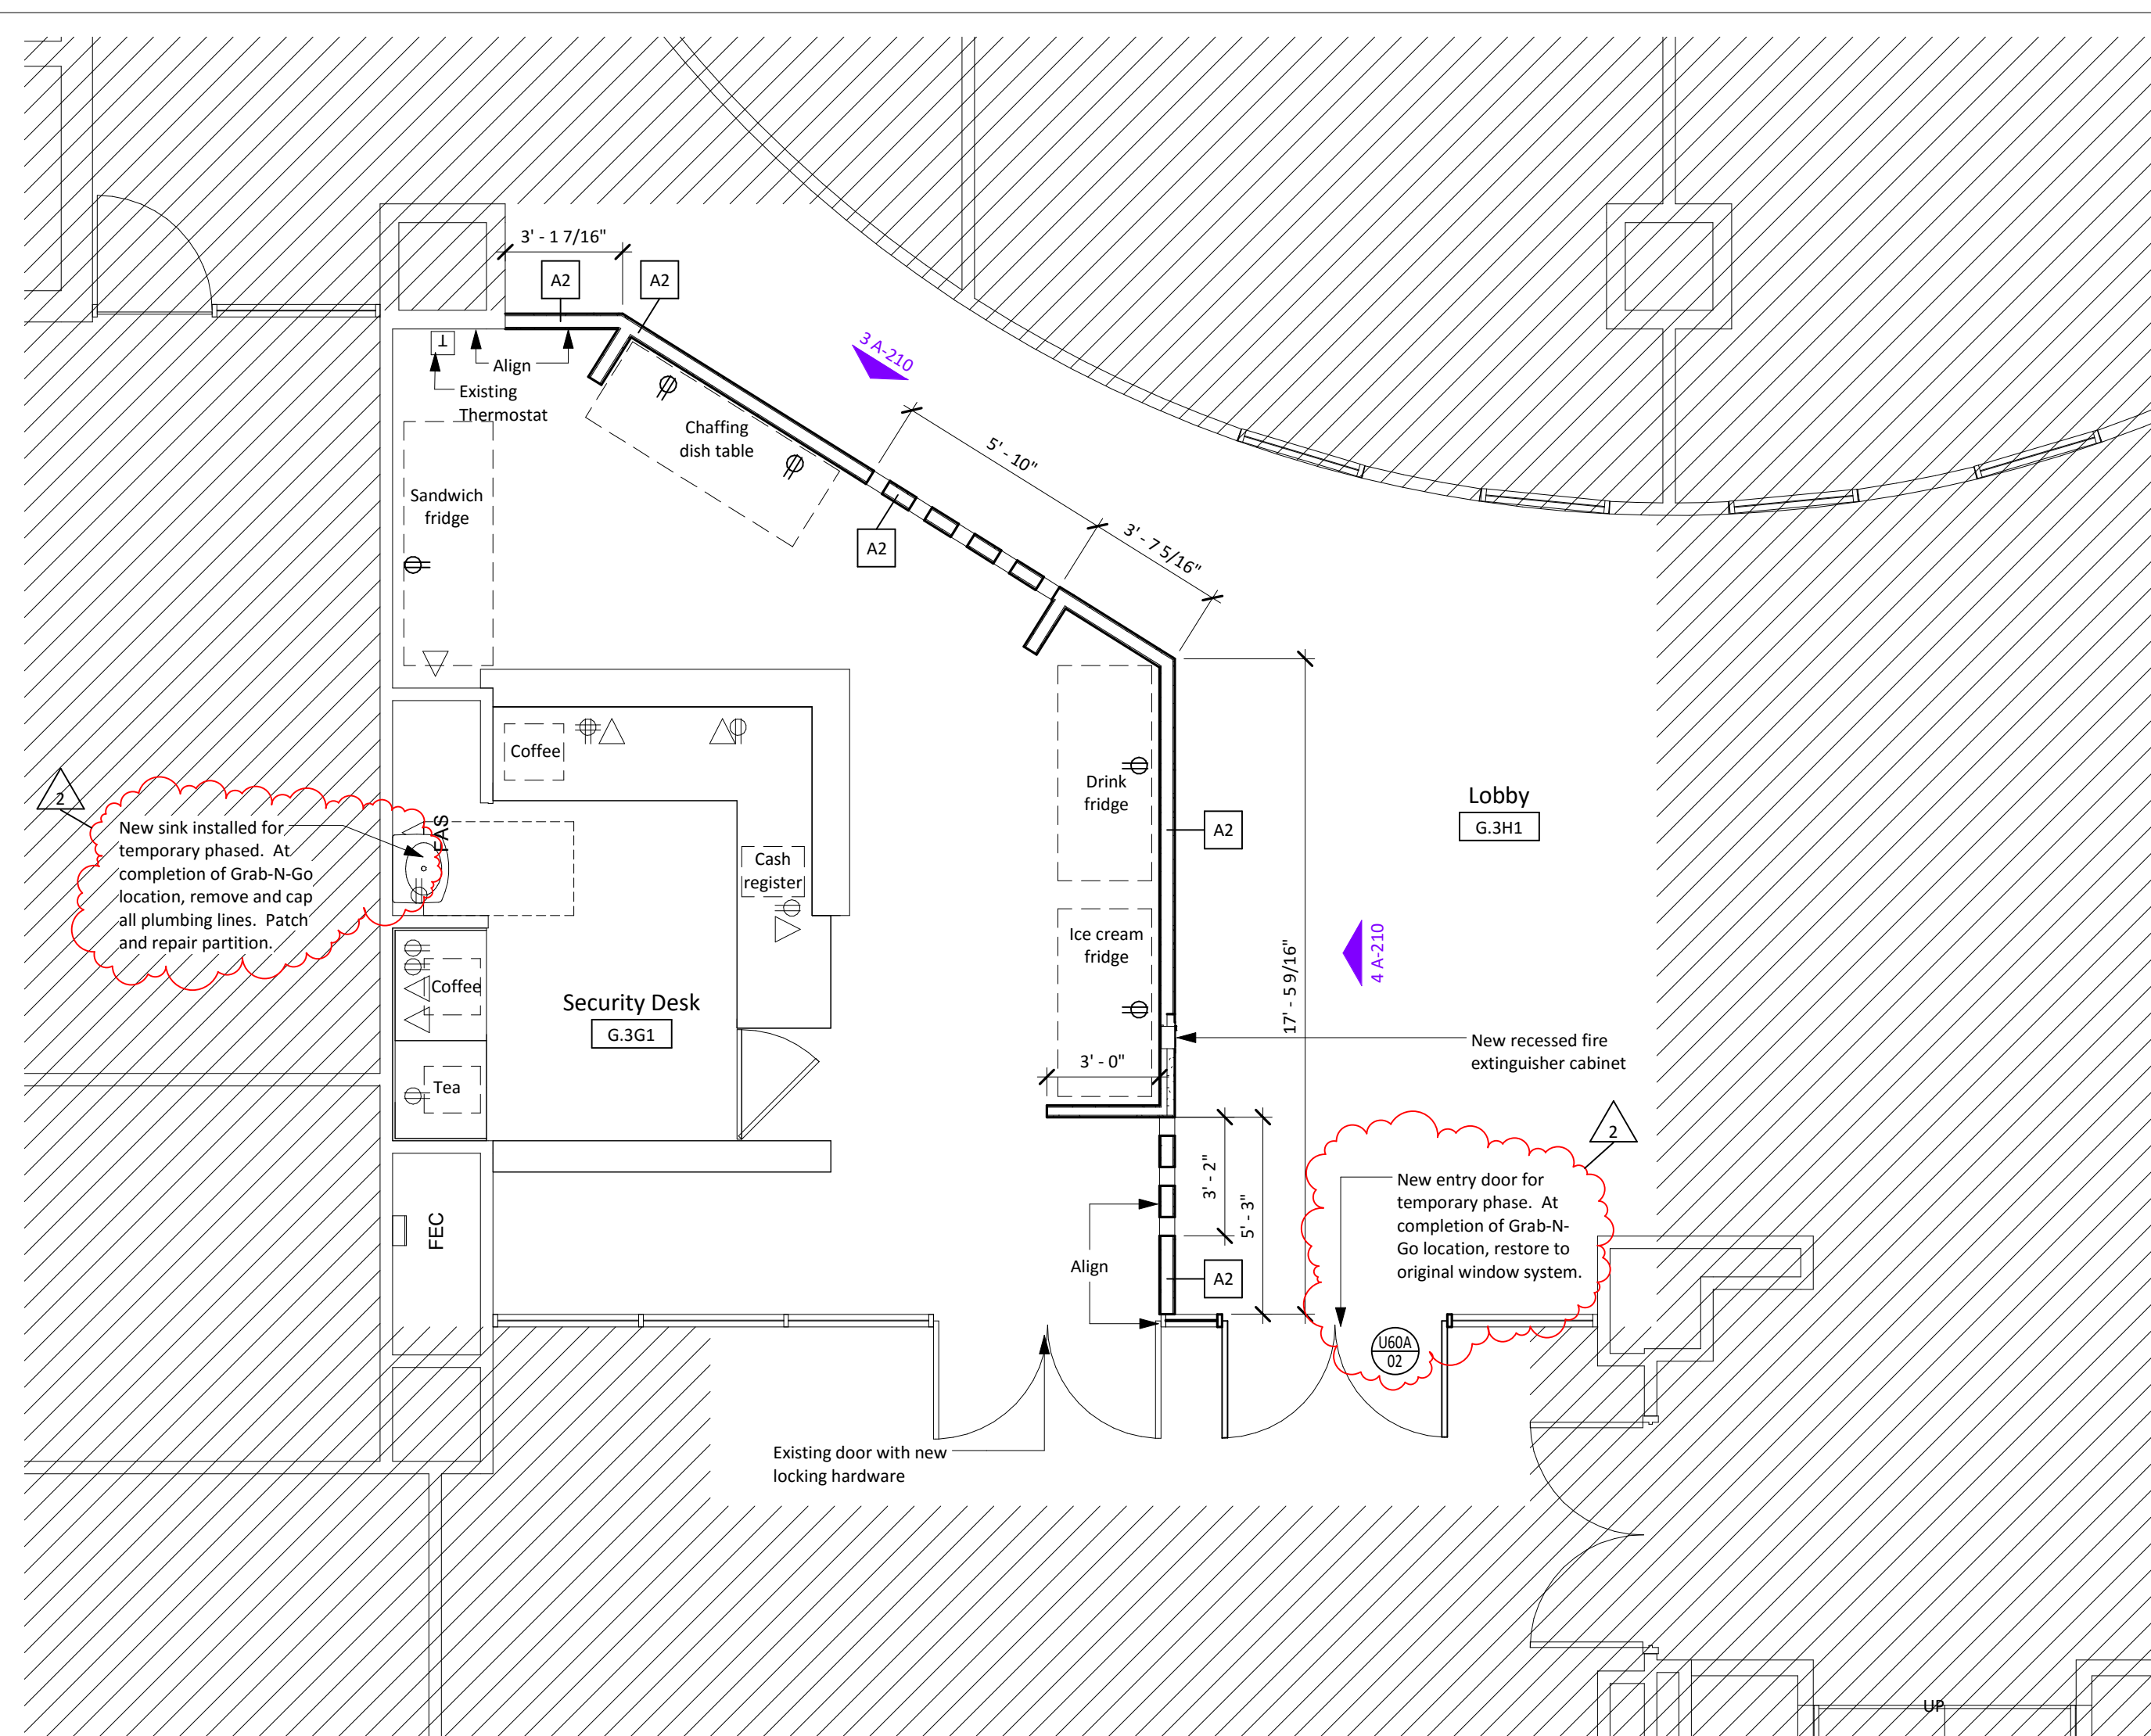 3' - 1 7/16"
A2
A2
3 A-210
Align
Existing
Thermostat
Chaffing
dish table
5' - 10"
3' - 7 5/16"
Sandwich
fridge
A2
Coffee
Drink
fridge
Lobby
G.3H1
A2
2
New sink installed for
temporary phased. At
completion of Grab-N-Go
location, remove and cap
all plumbing lines. Patch
and repair partition.
FAS
Cash
register
Ice cream
fridge
4 A-210
17' - 5 9/16"
Coffee
Security Desk
G.3G1
New recessed fire
extinguisher cabinet
3' - 0"
Tea
2
3' - 2"
5' - 3"
New entry door for
temporary phase. At
completion of Grab-N-
Go location, restore to
original window system.
FEC
Align
A2
U60A
02
Existing door with new
locking hardware
UP